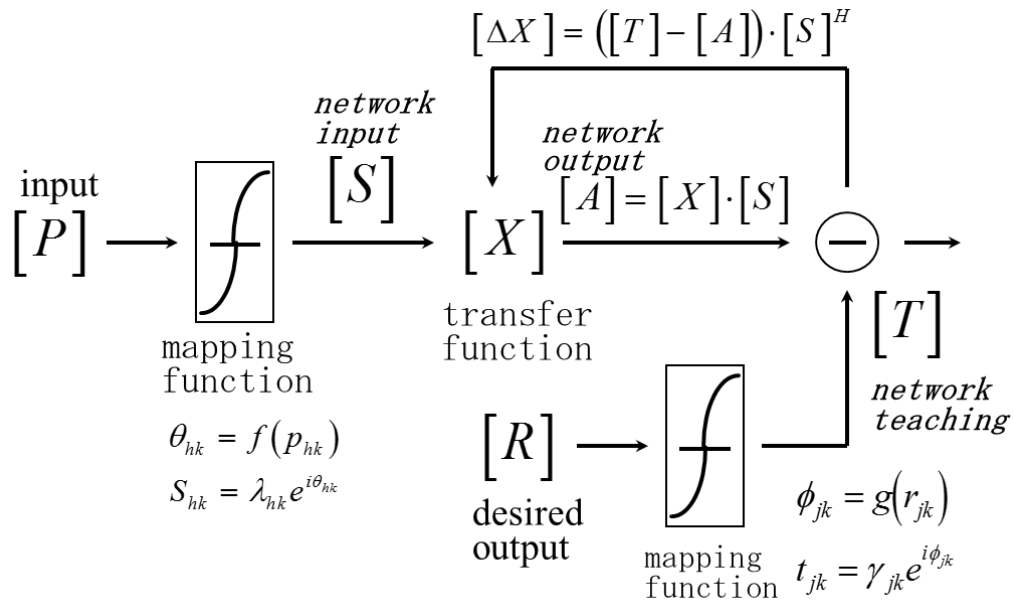 [ΔX] = ([T] − [A])·[S]^H
network
input
[S]
network
output
[A] = [X]·[S]
input
[P]
[X]
−
transfer
function
[T]
network
teaching
mapping
function
θ_hk = f(p_hk)
S_hk = λ_hk e^{iθ_hk}
[R]
desired
output
mapping
function
ϕ_jk = g(r_jk)
t_jk = γ_jk e^{iϕ_jk}